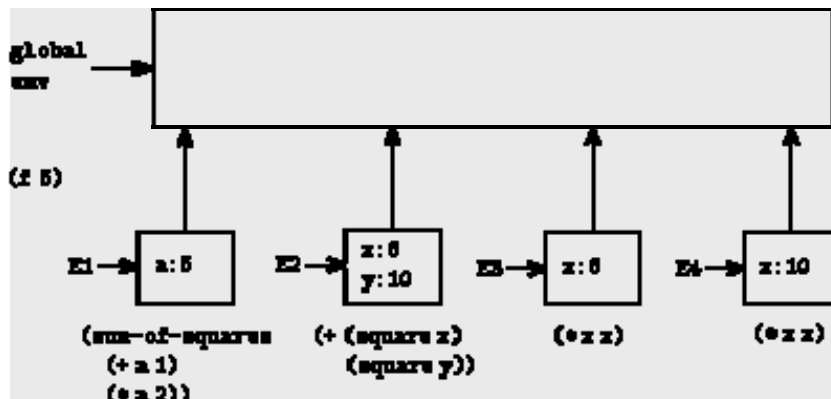 global
env
(f 5)
E1
a:5
E2
x:6
y:10
E3
x:6
E4
x:10
(sum-of-squares
(+ a 1)
(* a 2))
(+ (square x)
(square y))
(* x x)
(* x x)